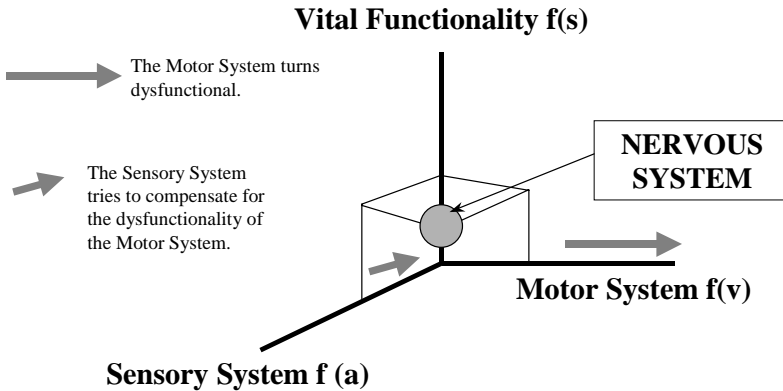 Vital Functionality f(s)
The Motor System turns
dysfunctional.
The Sensory System
tries to compensate for
the dysfunctionality of
the Motor System.
NERVOUS
SYSTEM
Motor System f(v)
Sensory System f (a)